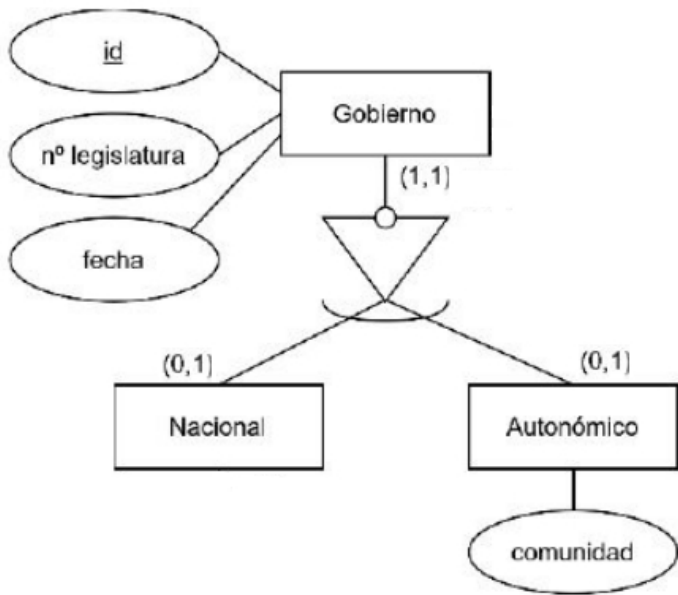 id
Gobierno
nº legislatura
(1,1)
fecha
(0,1)
(0,1)
Nacional
Autonómico
comunidad